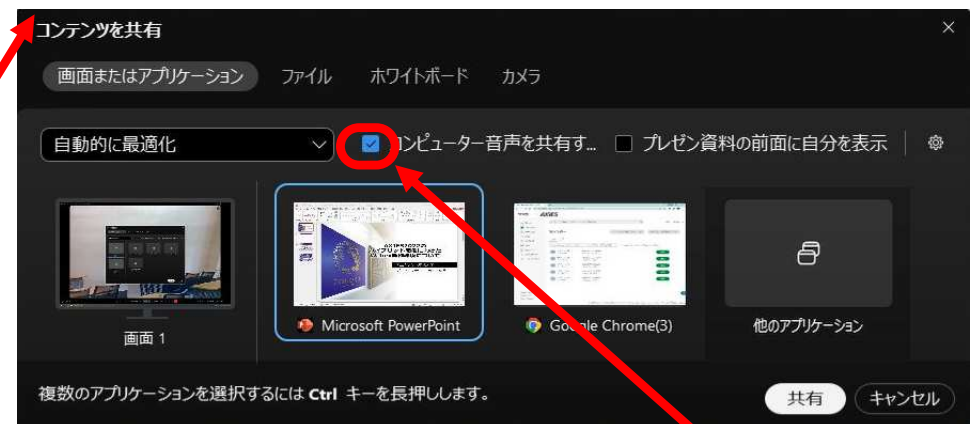 コンテンツを共有
画面またはアプリケーション ファイル ホワイトボード カメラ
自動的に最適化 コンピューター音声を共有す... プレゼン資料の前面に自分を表示
画面 1 Microsoft PowerPoint Google Chrome(3) 他のアプリケーション
複数のアプリケーションを選択するには Ctrl キーを長押しします。 共有 キャンセル